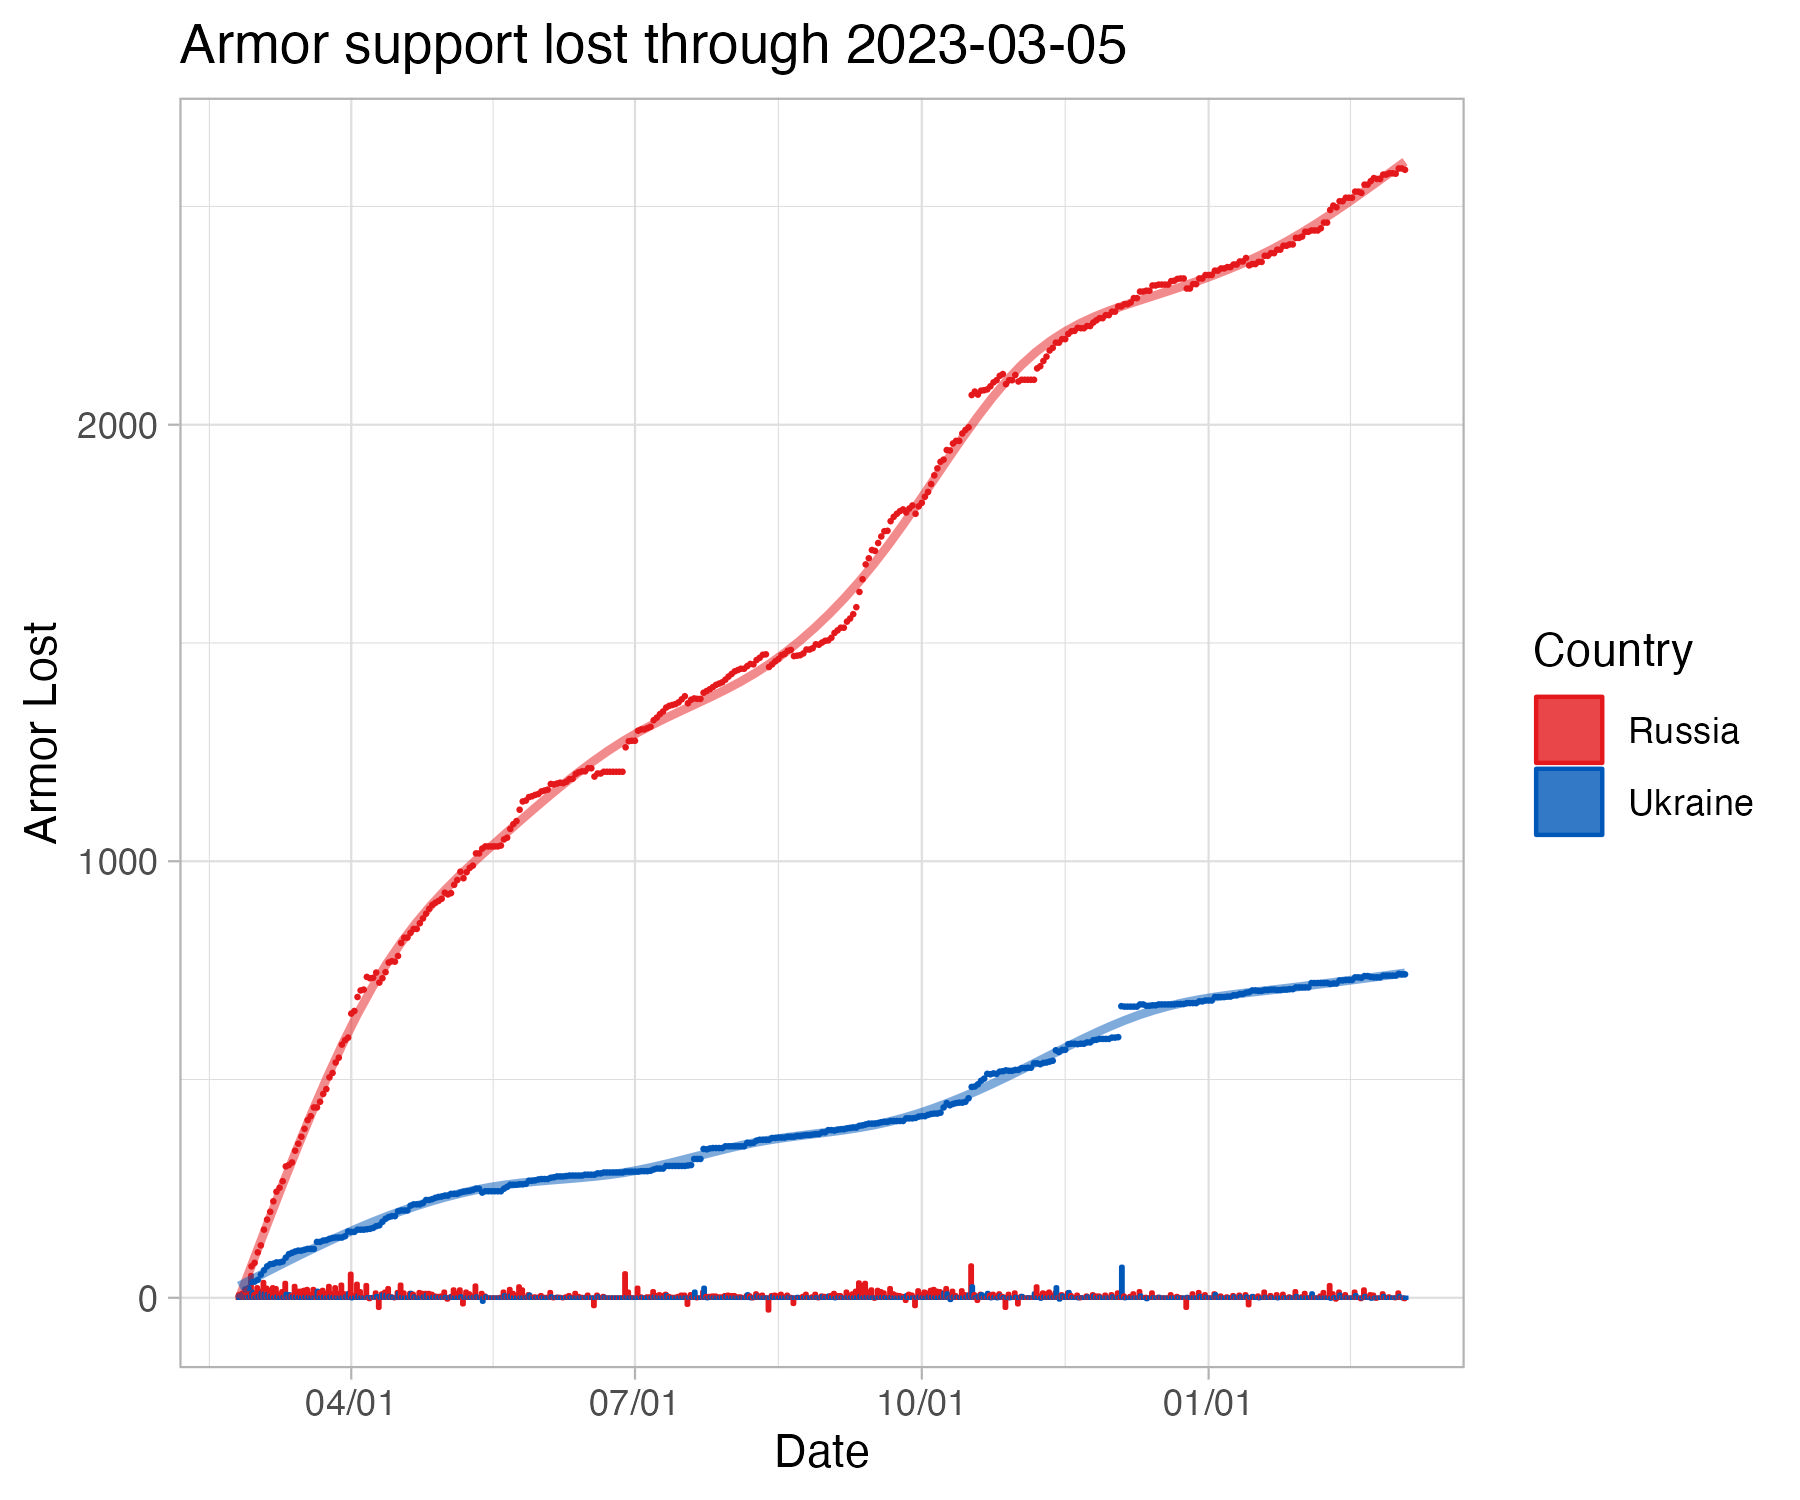 Armor support lost through 2023-03-05
Armor Lost
2000
1000
0
04/01
07/01
10/01
01/01
Date
Country
Russia
Ukraine